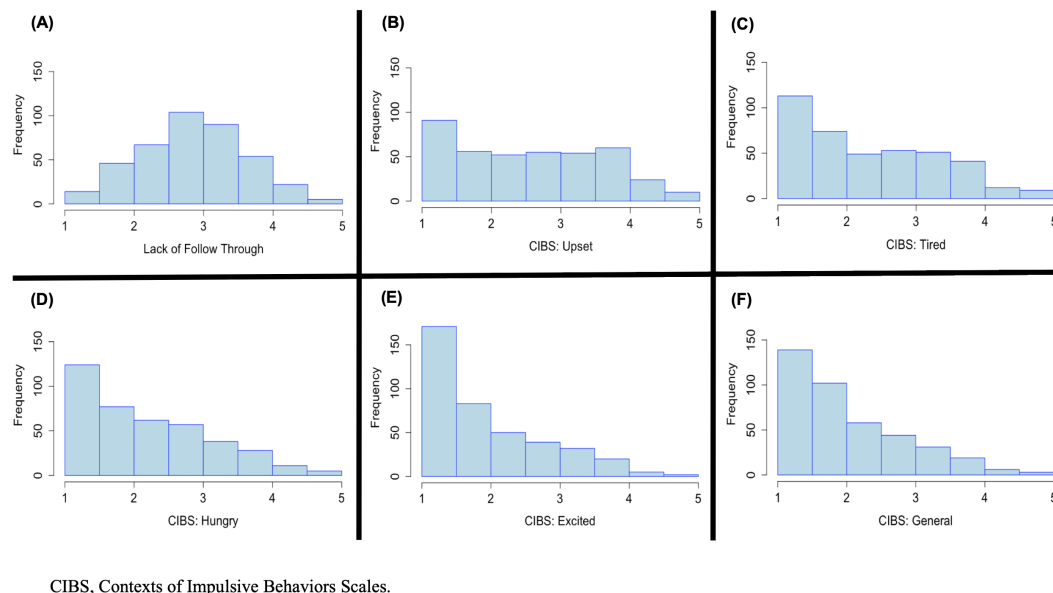 (A)
Frequency
0 50 100 150
1 2 3 4 5
Lack of Follow Through
(B)
Frequency
0 50 100 150
1 2 3 4 5
CIBS: Upset
(C)
Frequency
0 50 100 150
1 2 3 4 5
CIBS: Tired
(D)
Frequency
0 50 100 150
1 2 3 4 5
CIBS: Hungry
(E)
Frequency
0 50 100 150
1 2 3 4 5
CIBS: Excited
(F)
Frequency
0 50 100 150
1 2 3 4 5
CIBS: General
CIBS, Contexts of Impulsive Behaviors Scales.